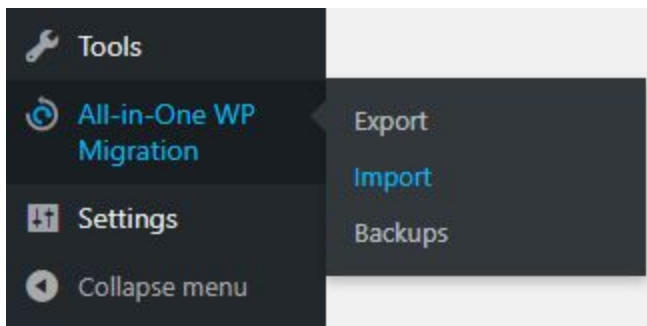 Tools
All-in-One WP
Migration
Settings
Collapse menu
Export
Import
Backups